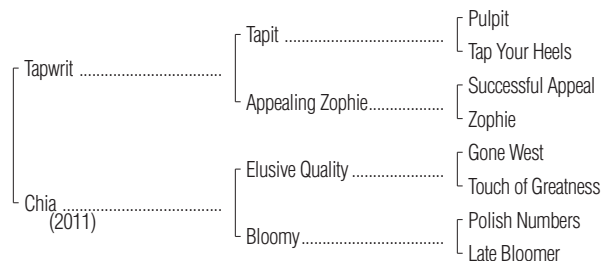 Pulpit
Tapit
Tap Your Heels
Tapwrit
Successful Appeal
Appealing Zophie
Zophie
Gone West
Elusive Quality
Touch of Greatness
Chia
(2011)
Polish Numbers
Bloomy
Late Bloomer